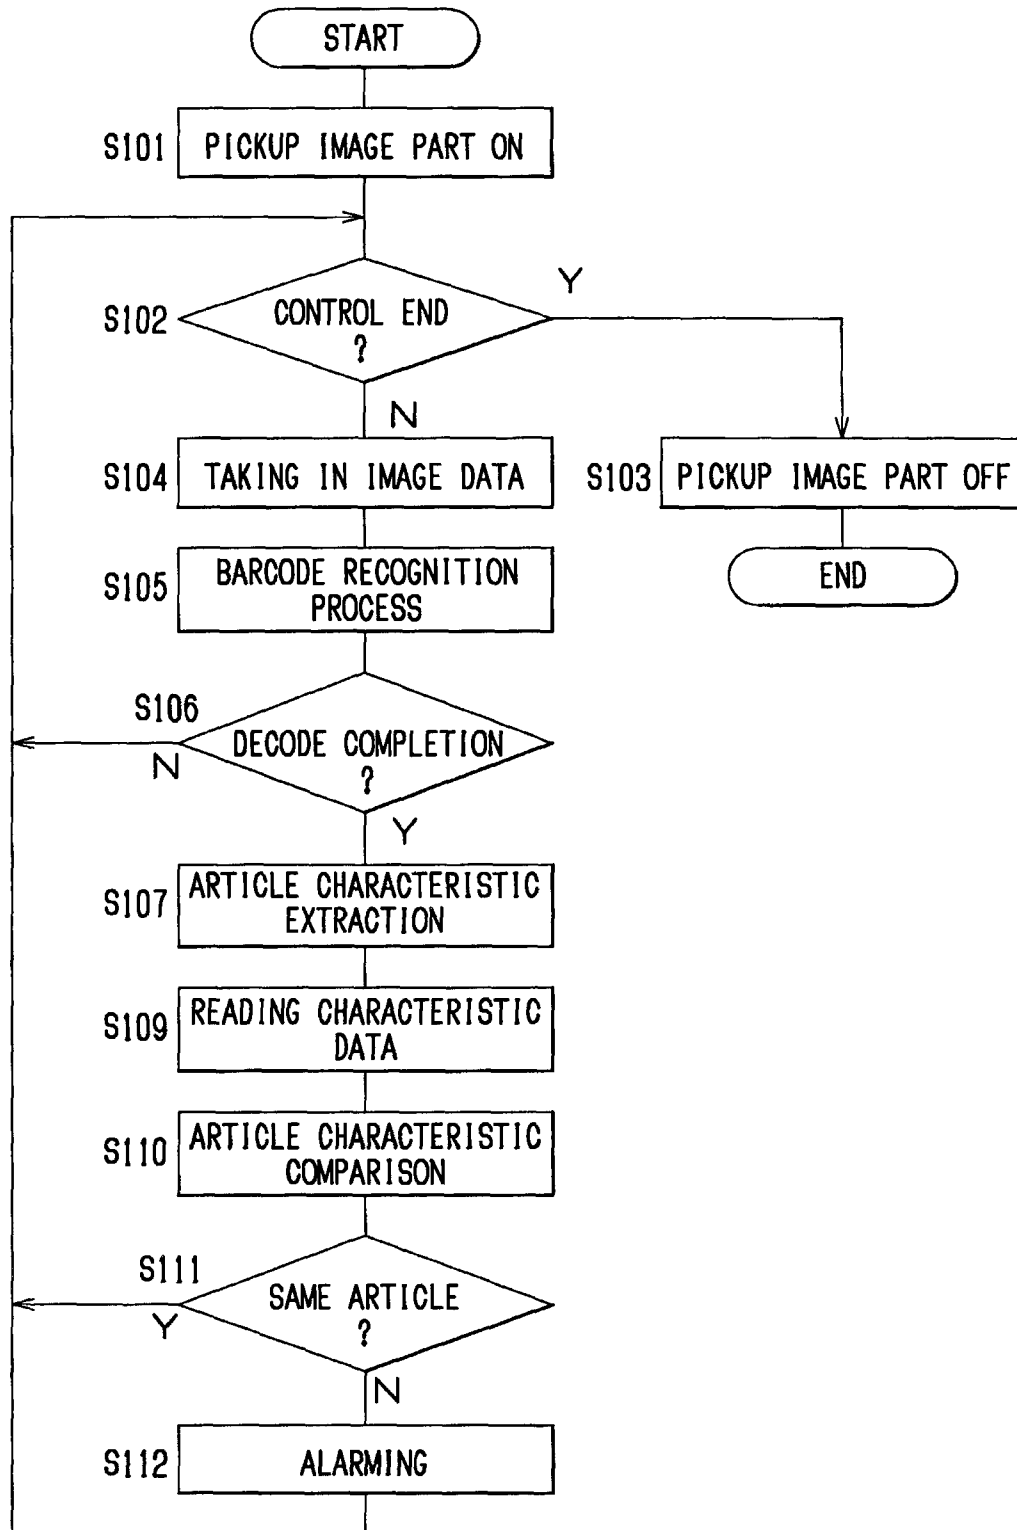 START
S101 PICKUP IMAGE PART ON
S102 CONTROL END
?
Y
N
S104 TAKING IN IMAGE DATA
S103 PICKUP IMAGE PART OFF
END
S105 BARCODE RECOGNITION
PROCESS
S106
DECODE COMPLETION
?
N
Y
S107 ARTICLE CHARACTERISTIC
EXTRACTION
S109 READING CHARACTERISTIC
DATA
S110 ARTICLE CHARACTERISTIC
COMPARISON
S111
SAME ARTICLE
?
Y
N
S112 ALARMING